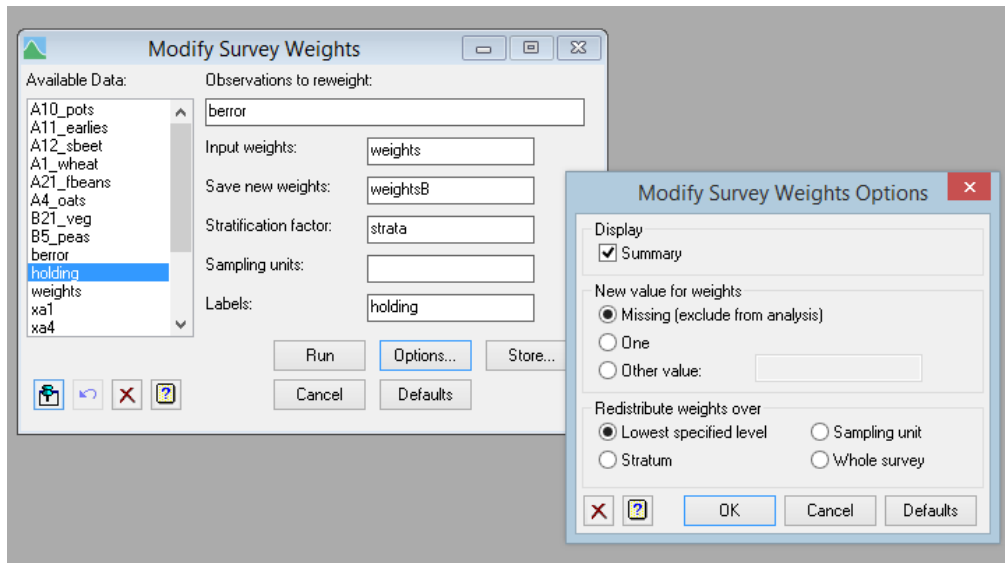 Modify Survey Weights
Available Data:
A10_pots
A11_earlies
A12_sbeet
A1_wheat
A21_fbeans
A4_oats
B21_veg
B5_peas
berror
holding
weights
xa1
xa4
Observations to reweight:
berror
Input weights: weights
Save new weights: weightsB
Stratification factor: strata
Sampling units:
Labels: holding
Run Options... Store...
Cancel Defaults
Modify Survey Weights Options
Display
Summary
New value for weights
Missing (exclude from analysis)
One
Other value:
Redistribute weights over
Lowest specified level Sampling unit
Stratum Whole survey
OK Cancel Defaults